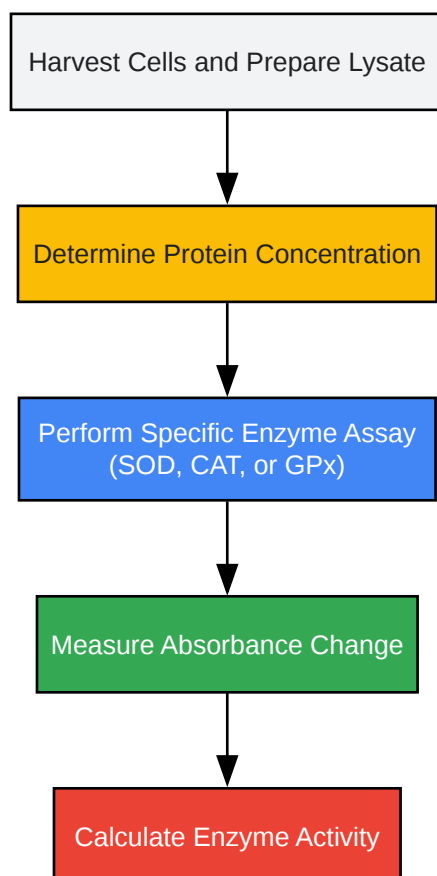 Harvest Cells and Prepare Lysate
Determine Protein Concentration
Perform Specific Enzyme Assay
(SOD, CAT, or GPx)
Measure Absorbance Change
Calculate Enzyme Activity